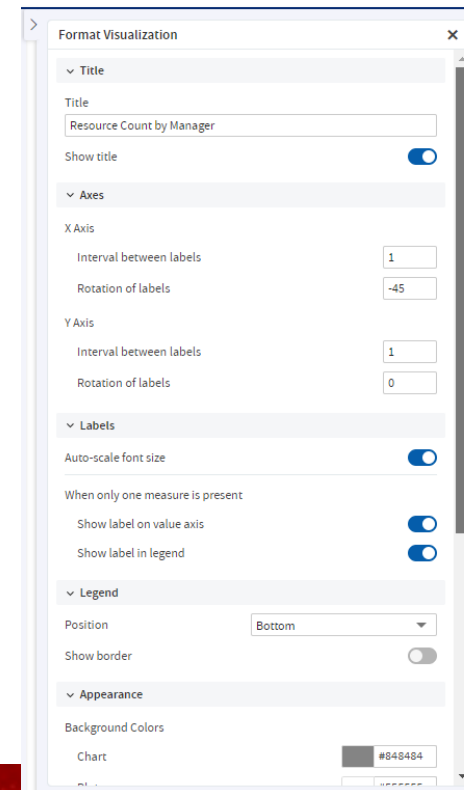 Format Visualization
Title
Title
Resource Count by Manager
Show title
Axes
X Axis
Interval between labels 1
Rotation of labels -45
Y Axis
Interval between labels 1
Rotation of labels 0
Labels
Auto-scale font size
When only one measure is present
Show label on value axis
Show label in legend
Legend
Position Bottom
Show border
Appearance
Background Colors
Chart #848484